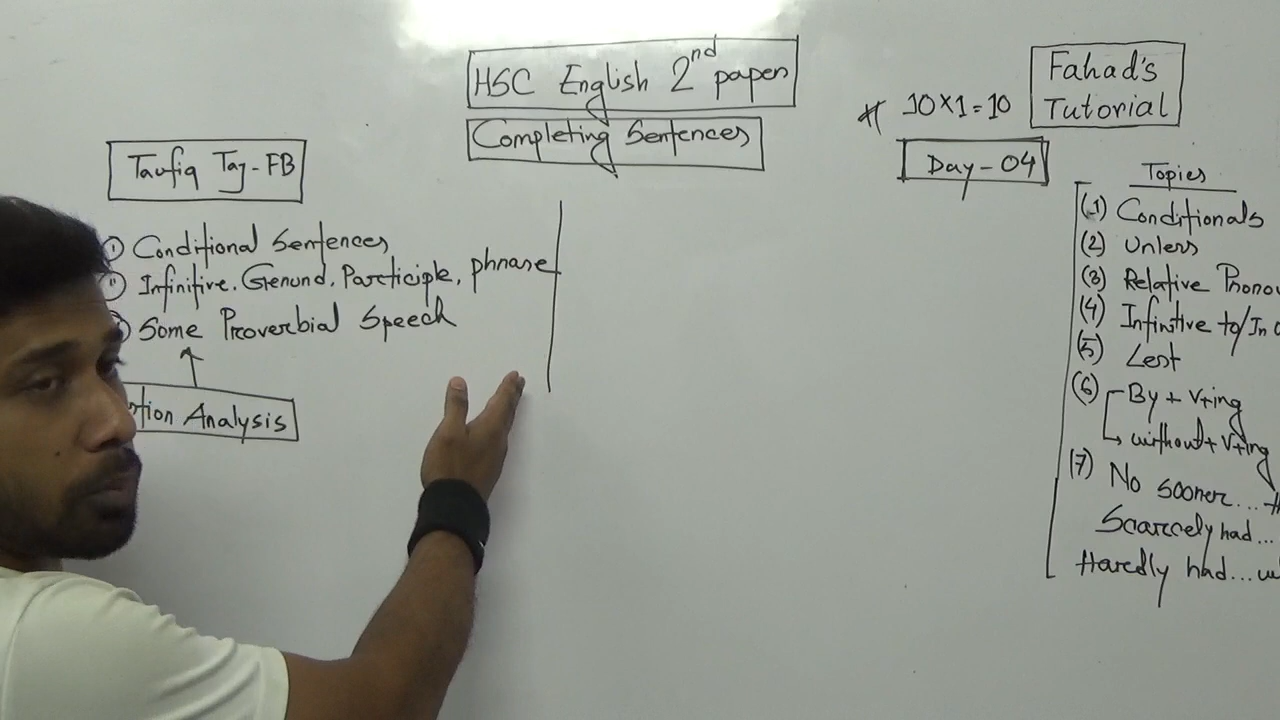 HSC English 2nd paper
Completing Sentences
Fahad's
Tutorial
10×1=10
Day-04
Taufiq Taj-FB
Conditional Sentences
Infinitive. Gerund. Participle. phrase
Some Proverbial Speech
Analysis
Topics
(1) Conditionals
(2) Unless
(3) Relative
(4) Infinitive to/In
(5) Lest
(6) By + V+ing
without + V+ing
(7) No sooner...
Scarcely had...
Hardly had...